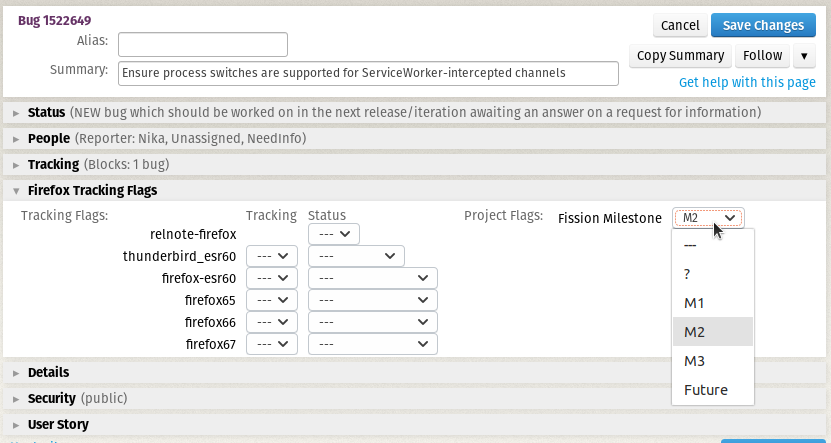 Bug 1522649
Cancel Save Changes
Alias:
Copy Summary Follow ▼
Summary: Ensure process switches are supported for ServiceWorker-intercepted channels
Get help with this page
Status (NEW bug which should be worked on in the next release/iteration awaiting an answer on a request for information)
People (Reporter: Nika, Unassigned, NeedInfo)
Tracking (Blocks: 1 bug)
Firefox Tracking Flags
Tracking Flags: Tracking Status Project Flags: Fission Milestone M2
relnote-firefox ---
thunderbird_esr60 --- ---
firefox-esr60 --- ---
firefox65 --- ---
firefox66 --- ---
firefox67 --- ---
---
?
M1
M2
M3
Future
Details
Security (public)
User Story